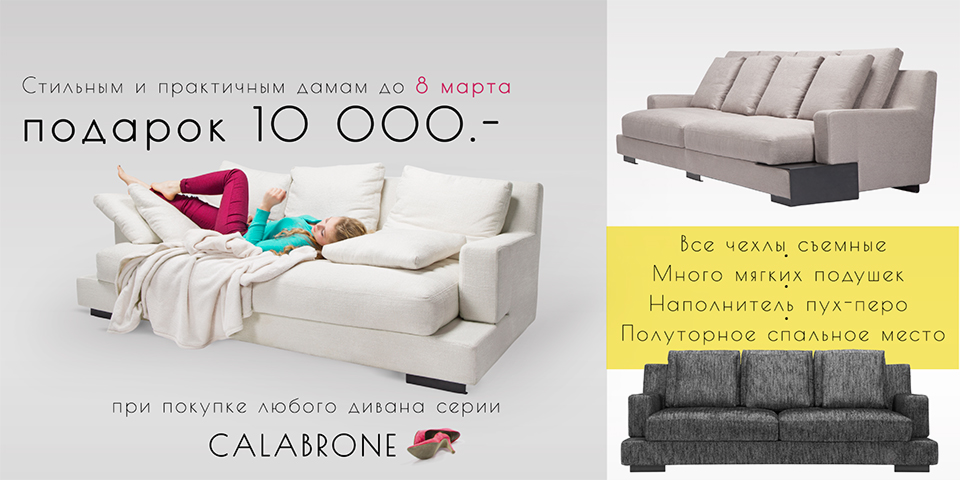 Стильным и практичным дамам до 8 марта
подарок 10 000.-
при покупке любого дивана серии
CALABRONE
Все чехлы съемные
Много мягких подушек
Наполнитель пух-перо
Полуторное спальное место